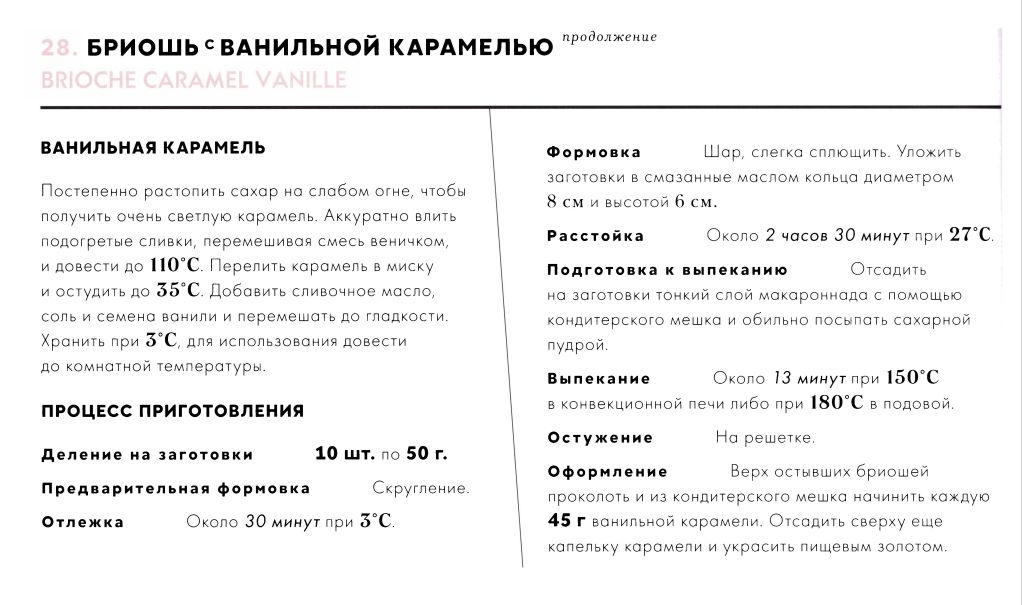 28. БРИОШЬ С ВАНИЛЬНОЙ КАРАМЕЛЬЮ продолжение
BRIOCHE CARAMEL VANILLE
ВАНИЛЬНАЯ КАРАМЕЛЬ
Постепенно растопить сахар на слабом огне, чтобы
получить очень светлую карамель. Аккуратно влить
подогретые сливки, перемешивая смесь веничком,
и довести до 110°C. Перелить карамель в миску
и остудить до 35°C. Добавить сливочное масло,
соль и семена ванили и перемешать до гладкости.
Хранить при 3°C, для использования довести
до комнатной температуры.
ПРОЦЕСС ПРИГОТОВЛЕНИЯ
Деление на заготовки 10 шт. по 50 г.
Предварительная формовка Скругление.
Отлежка Около 30 минут при 3°C.
Формовка Шар, слегка сплющить. Уложить
заготовки в смазанные маслом кольца диаметром
8 см и высотой 6 см.
Расстойка Около 2 часов 30 минут при 27°C.
Подготовка к выпеканию Отсадить
на заготовки тонкий слой макароннада с помощью
кондитерского мешка и обильно посыпать сахарной
пудрой.
Выпекание Около 13 минут при 150°C
в конвекционной печи либо при 180°C в подовой.
Остужение На решетке.
Оформление Верх остывших бриошей
проколоть и из кондитерского мешка начинить каждую
45 г ванильной карамели. Отсадить сверху еще
капельку карамели и украсить пищевым золотом.